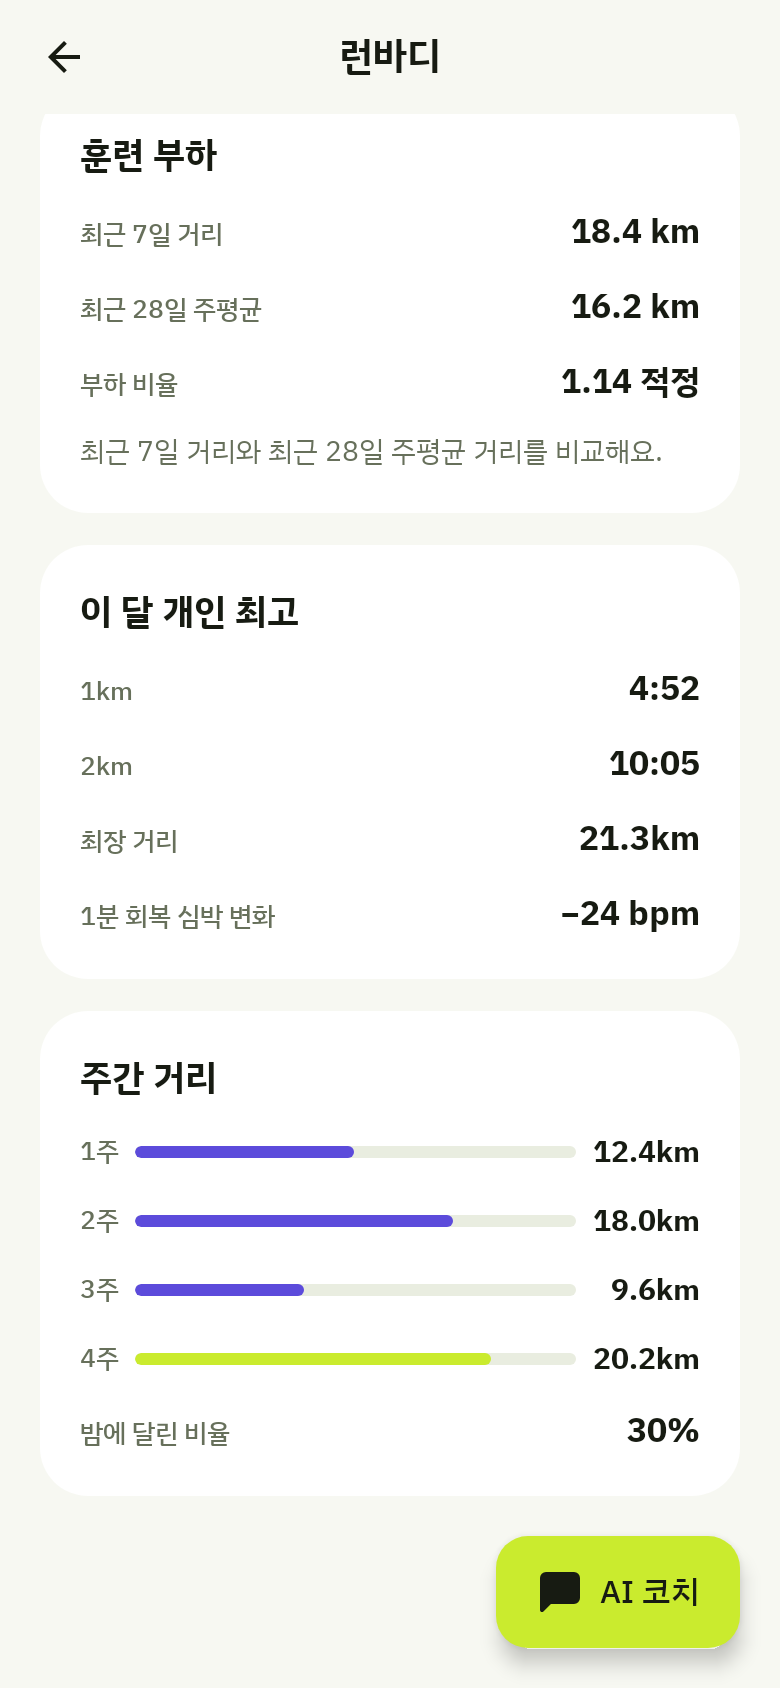 런바디
훈련 부하
최근 7일 거리 18.4 km
최근 28일 주평균 16.2 km
부하 비율 1.14 적정
최근 7일 거리와 최근 28일 주평균 거리를 비교해요.
이 달 개인 최고
1km 4:52
2km 10:05
최장 거리 21.3km
1분 회복 심박 변화 −24 bpm
주간 거리
1주 12.4km
2주 18.0km
3주 9.6km
4주 20.2km
밤에 달린 비율 30%
AI 코치